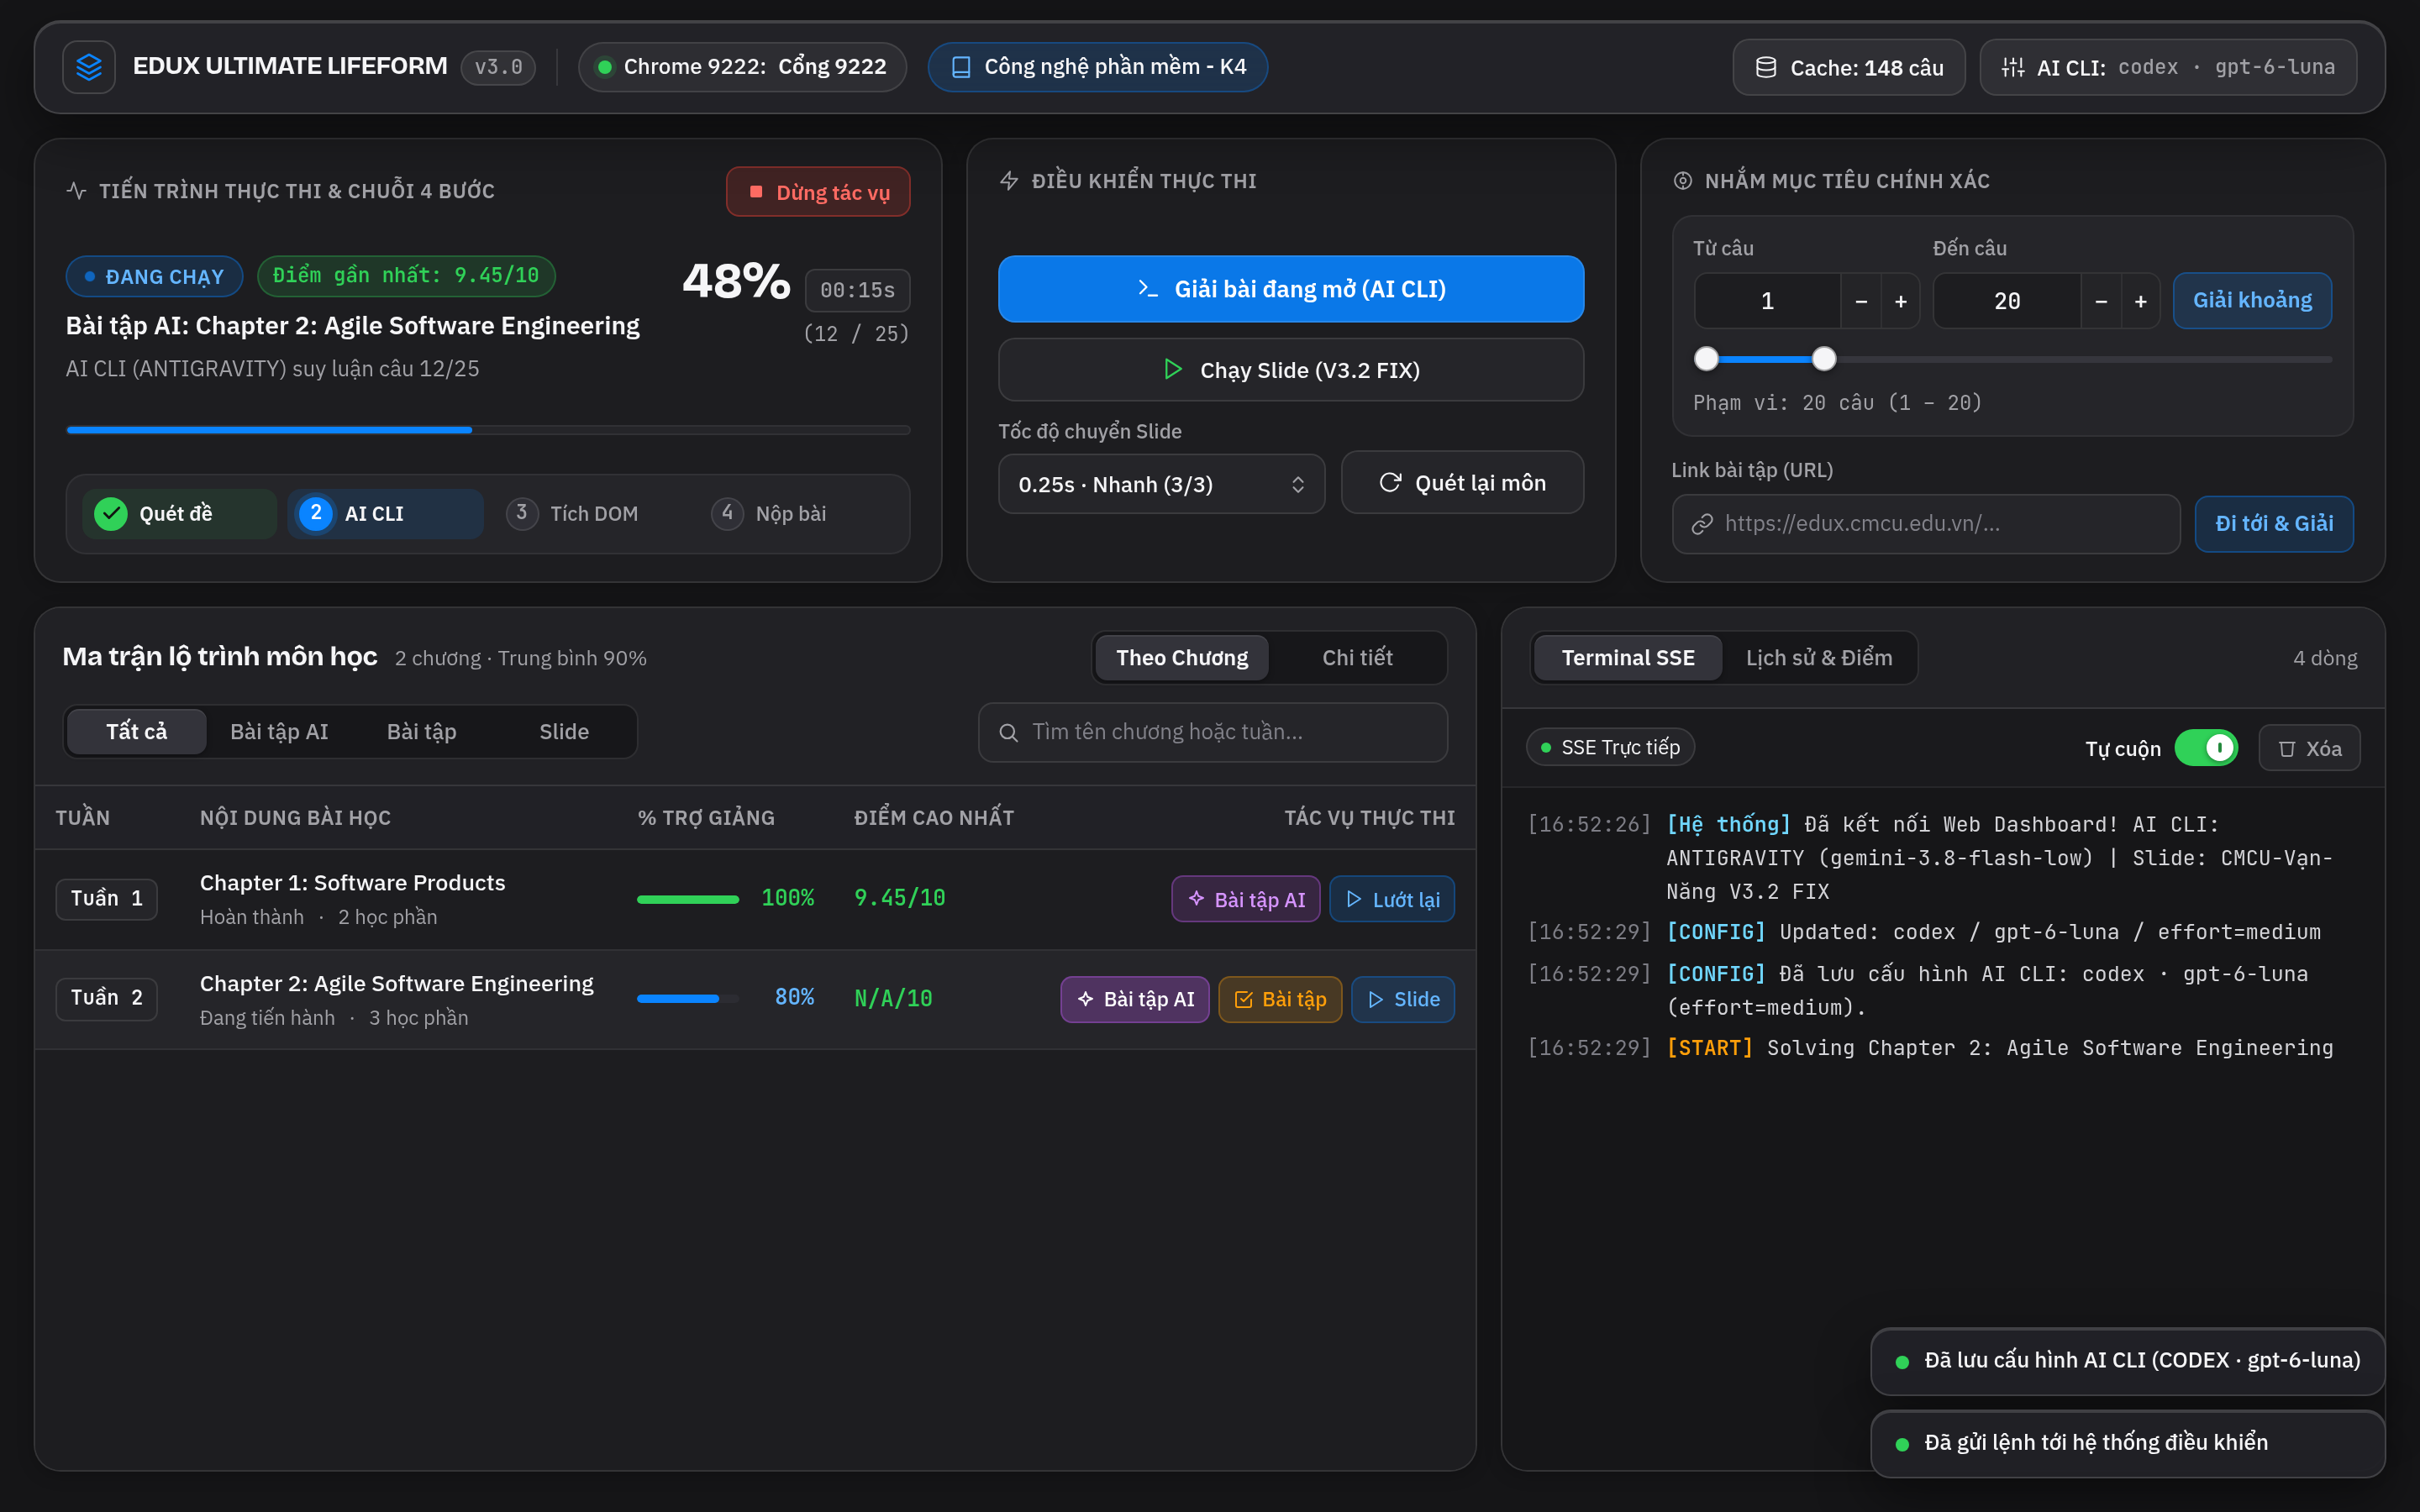 EDUX ULTIMATE LIFEFORM v3.0
Chrome 9222: Cổng 9222
Công nghệ phần mềm - K4
Cache: 148 câu
AI CLI: codex · gpt-6-luna
TIẾN TRÌNH THỰC THI & CHUỖI 4 BƯỚC
Dừng tác vụ
ĐANG CHẠY
Điểm gần nhất: 9.45/10
48%
00:15s
(12 / 25)
Bài tập AI: Chapter 2: Agile Software Engineering
AI CLI (ANTIGRAVITY) suy luận câu 12/25
Quét đề
2 AI CLI
3 Tích DOM
4 Nộp bài
ĐIỀU KHIỂN THỰC THI
Giải bài đang mở (AI CLI)
Chạy Slide (V3.2 FIX)
Tốc độ chuyển Slide
0.25s · Nhanh (3/3)
Quét lại môn
NHẮM MỤC TIÊU CHÍNH XÁC
Từ câu
Đến câu
1 − +
20 − +
Giải khoảng
Phạm vi: 20 câu (1 – 20)
Link bài tập (URL)
https://edux.cmcu.edu.vn/...
Đi tới & Giải
Ma trận lộ trình môn học
2 chương · Trung bình 90%
Theo Chương
Chi tiết
Tất cả
Bài tập AI
Bài tập
Slide
Tìm tên chương hoặc tuần...
TUẦN
NỘI DUNG BÀI HỌC
% TRỢ GIẢNG
ĐIỂM CAO NHẤT
TÁC VỤ THỰC THI
Tuần 1
Chapter 1: Software Products
Hoàn thành · 2 học phần
100%
9.45/10
Bài tập AI
Lướt lại
Tuần 2
Chapter 2: Agile Software Engineering
Đang tiến hành · 3 học phần
80%
N/A/10
Bài tập AI
Bài tập
Slide
Terminal SSE
Lịch sử & Điểm
4 dòng
SSE Trực tiếp
Tự cuộn
Xóa
[16:52:26] [Hệ thống] Đã kết nối Web Dashboard! AI CLI:
ANTIGRAVITY (gemini-3.8-flash-low) | Slide: CMCU-Vạn-
Năng V3.2 FIX
[16:52:29] [CONFIG] Updated: codex / gpt-6-luna / effort=medium
[16:52:29] [CONFIG] Đã lưu cấu hình AI CLI: codex · gpt-6-luna
(effort=medium).
[16:52:29] [START] Solving Chapter 2: Agile Software Engineering
Đã lưu cấu hình AI CLI (CODEX · gpt-6-luna)
Đã gửi lệnh tới hệ thống điều khiển